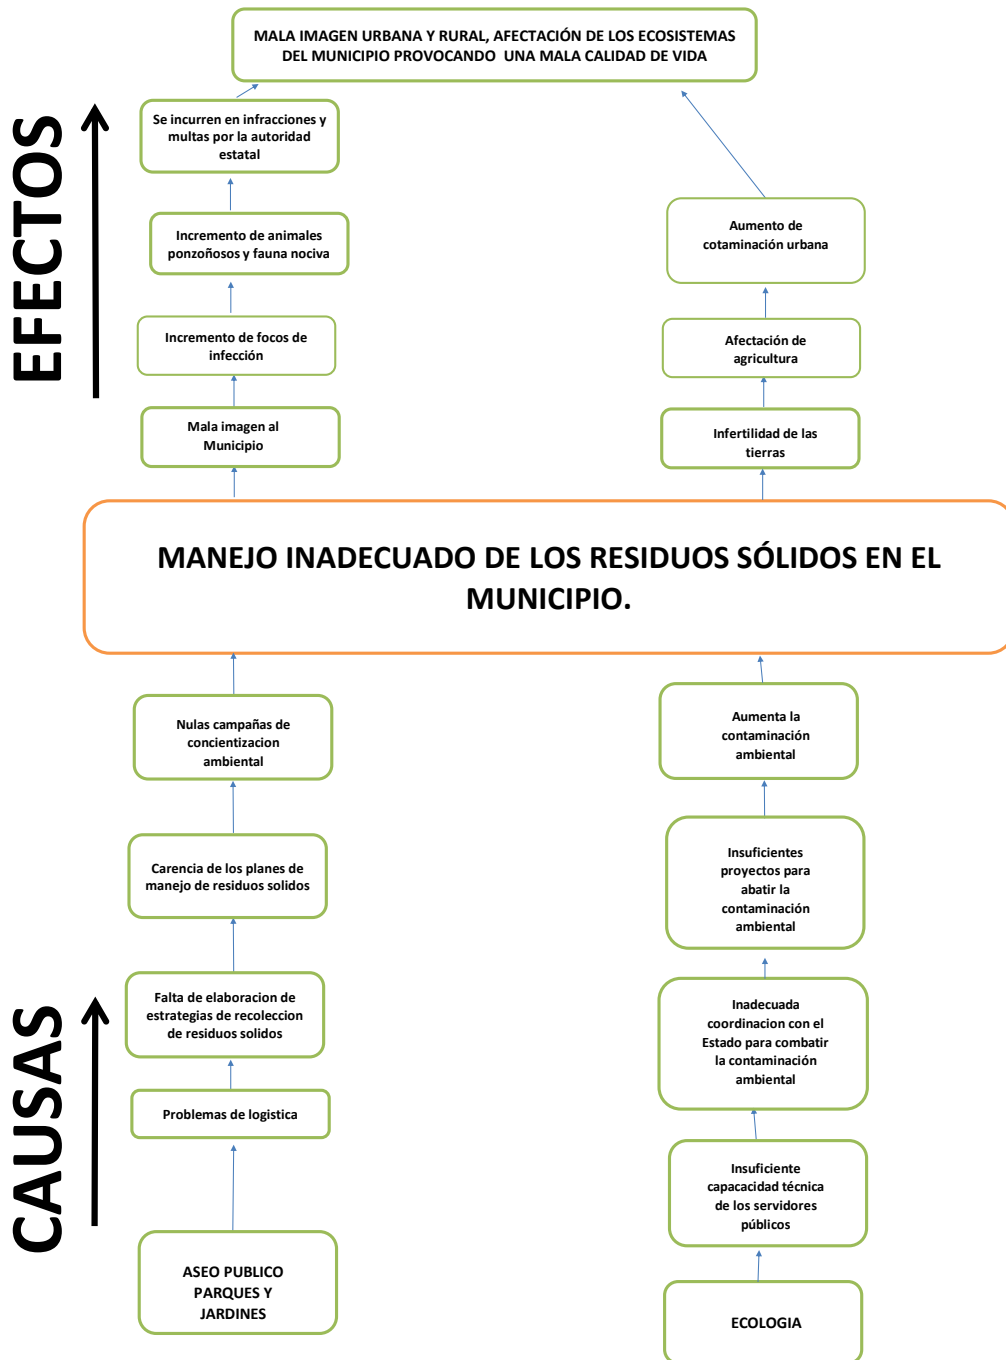 MALA IMAGEN URBANA Y RURAL, AFECTACIÓN DE LOS ECOSISTEMAS
DEL MUNICIPIO PROVOCANDO UNA MALA CALIDAD DE VIDA
EFECTOS
Se incurren en infracciones y
multas por la autoridad
estatal
Incremento de animales
ponzoñosos y fauna nociva
Incremento de focos de
infección
Mala imagen al
Municipio
Aumento de
cotaminación urbana
Afectación de
agricultura
Infertilidad de las
tierras
MANEJO INADECUADO DE LOS RESIDUOS SÓLIDOS EN EL
MUNICIPIO.
CAUSAS
Nulas campañas de
concientizacion
ambiental
Carencia de los planes de
manejo de residuos solidos
Falta de elaboracion de
estrategias de recoleccion
de residuos solidos
Problemas de logistica
ASEO PUBLICO
PARQUES Y
JARDINES
Aumenta la
contaminación
ambiental
Insuficientes
proyectos para
abatir la
contaminación
ambiental
Inadecuada
coordinacion con el
Estado para combatir
la contaminación
ambiental
Insuficiente
capacacidad técnica
de los servidores
públicos
ECOLOGIA